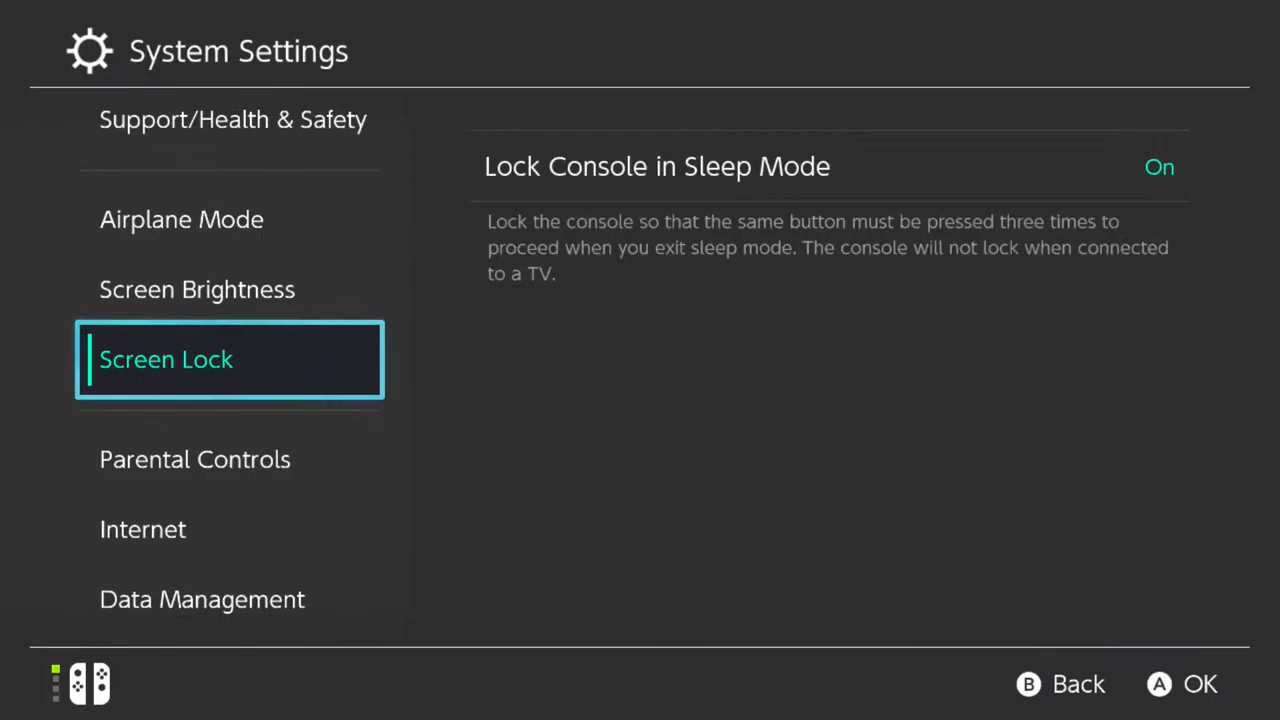 System Settings
Support/Health & Safety
Airplane Mode
Screen Brightness
Screen Lock
Parental Controls
Internet
Data Management
Lock Console in Sleep Mode
On
Lock the console so that the same button must be pressed three times to
proceed when you exit sleep mode. The console will not lock when connected
to a TV.
B Back
A OK